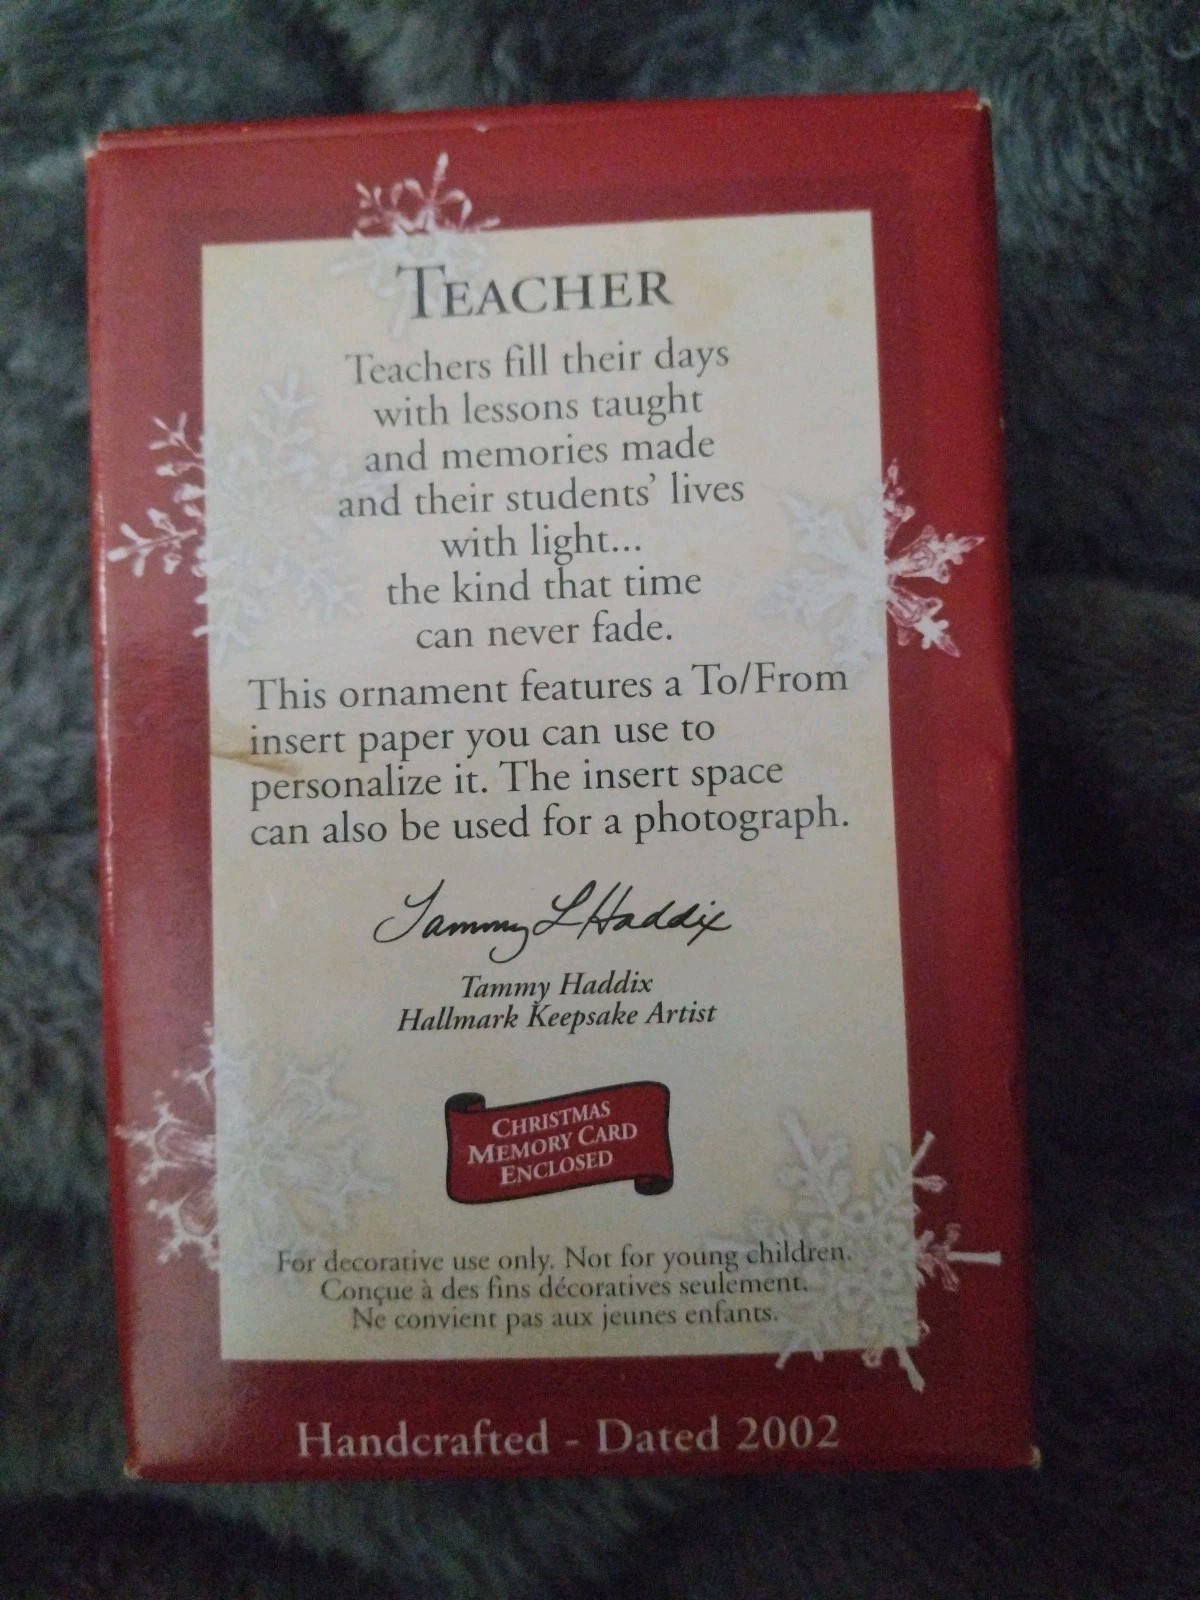 TEACHER
Teachers fill their days
with lessons taught
and memories made
and their students' lives
with light...
the kind that time
can never fade.
This ornament features a To/From
insert paper you can use to
personalize it. The insert space
can also be used for a photograph.
Tammy L Haddix
Tammy Haddix
Hallmark Keepsake Artist
CHRISTMAS
MEMORY CARD
ENCLOSED
For decorative use only. Not for young children.
Conçue à des fins décoratives seulement.
Ne convient pas aux jeunes enfants.
Handcrafted - Dated 2002